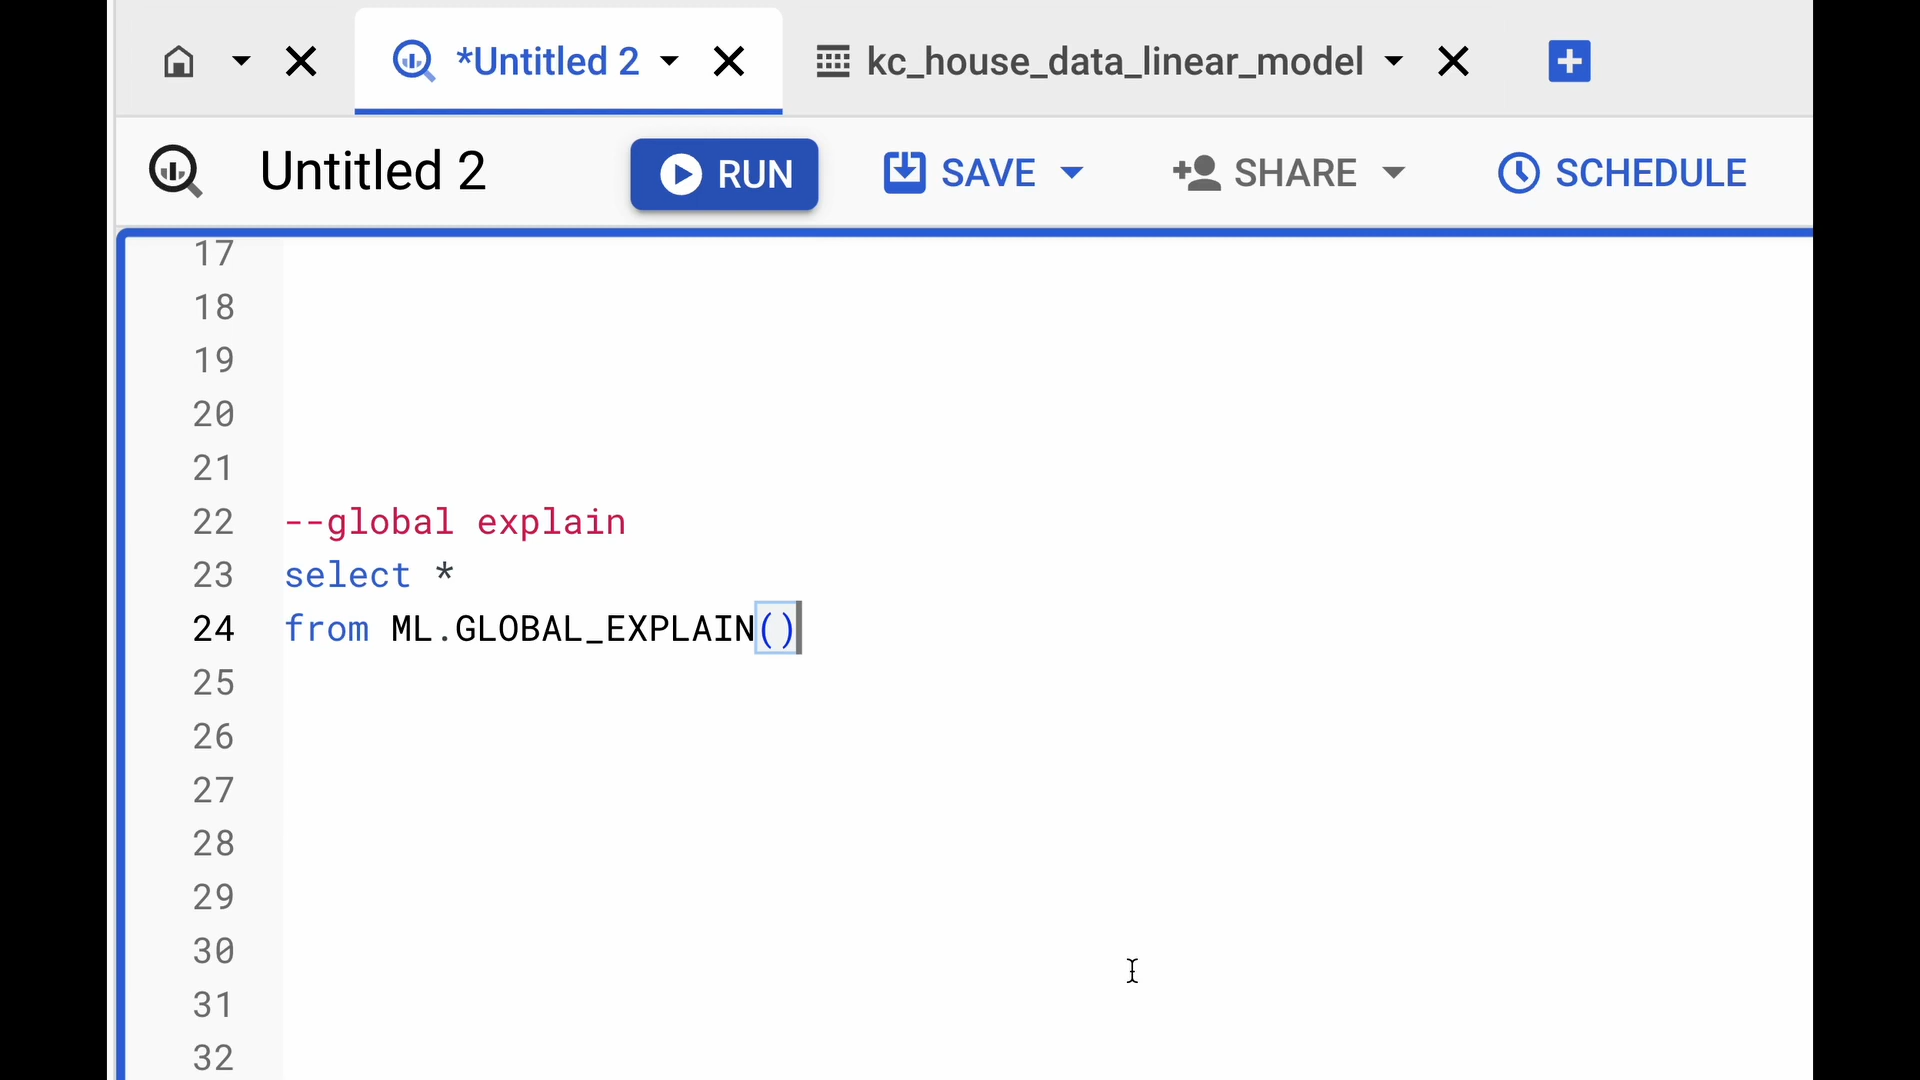 *Untitled 2
kc_house_data_linear_model
Untitled 2
RUN
SAVE
SHARE
SCHEDULE
17
18
19
20
21
22 --global explain
23 select *
24 from ML.GLOBAL_EXPLAIN()
25
26
27
28
29
30
31
32